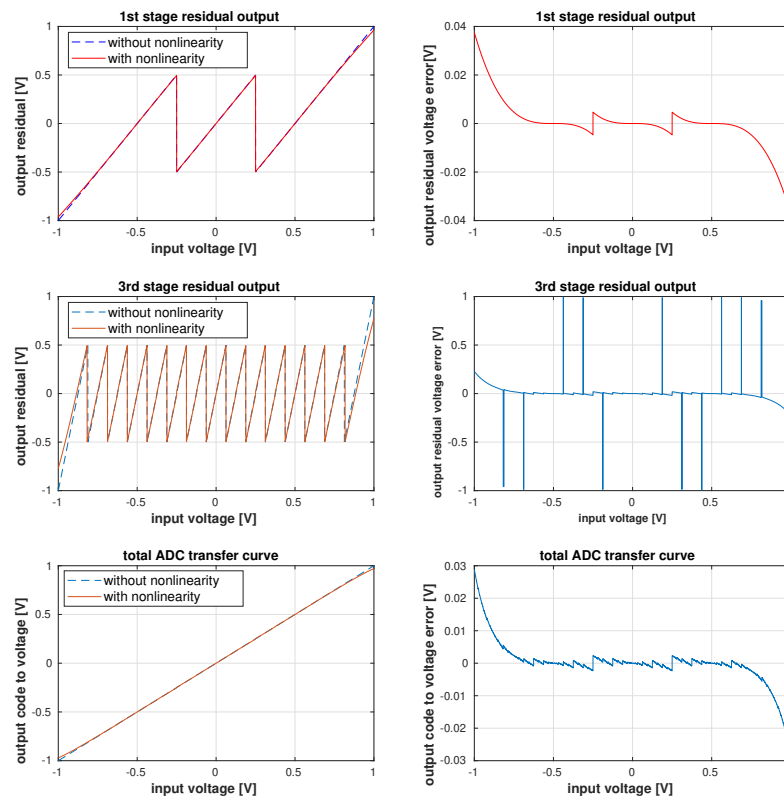 1st stage residual output
without nonlinearity
with nonlinearity
output residual [V]
1
0.5
0
-0.5
-1
-1
-0.5
0
0.5
1
input voltage [V]
1st stage residual output
output residual voltage error[V]
0.04
0.02
0
-0.02
-0.04
-1
-0.5
0
0.5
input voltage [V]
3rd stage residual output
without nonlinearity
with nonlinearity
output residual [V]
1
0.5
0
-0.5
-1
-1
-0.5
0
0.5
1
input voltage [V]
3rd stage residual output
output residual voltage error [V]
1
0.5
0
-0.5
1
-1
-0.5
0
0.5
input voltage [V]
total ADC transfer curve
without nonlinearity
with nonlinearity
output code to voltage [V]
1
0.5
0
-0.5
-1
-1
-0.5
0
0.5
1
input voltage [V]
total ADC transfer curve
output code to voltage error [V]
0.03
0.02
0.01
0
-0.01
-0.02
-0.03
-1
-0.5
0
0.5
input voltage [V]